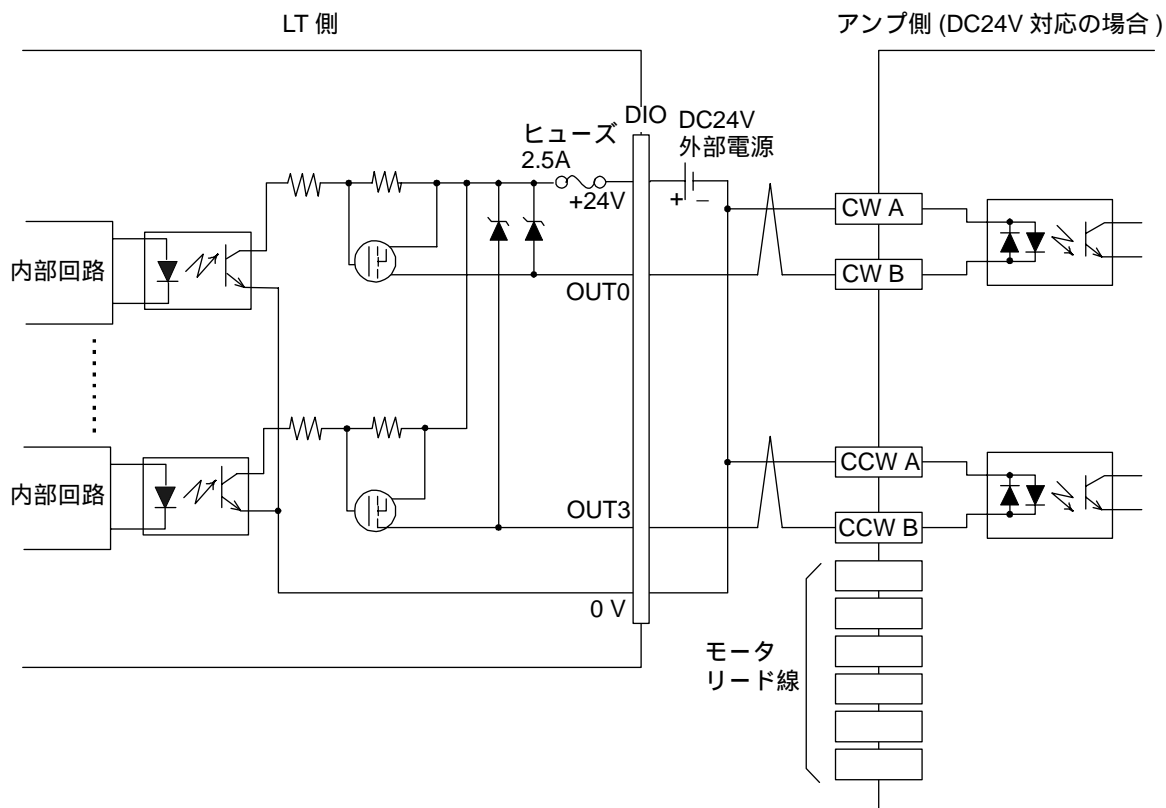 LT 側
アンプ側 (DC24V 対応の場合 )
DIO
DC24V
外部電源
ヒューズ
2.5A
+24V
+ −
CW A
CW B
内部回路
OUT0
CCW A
CCW B
内部回路
OUT3
0 V
モータ
リード線